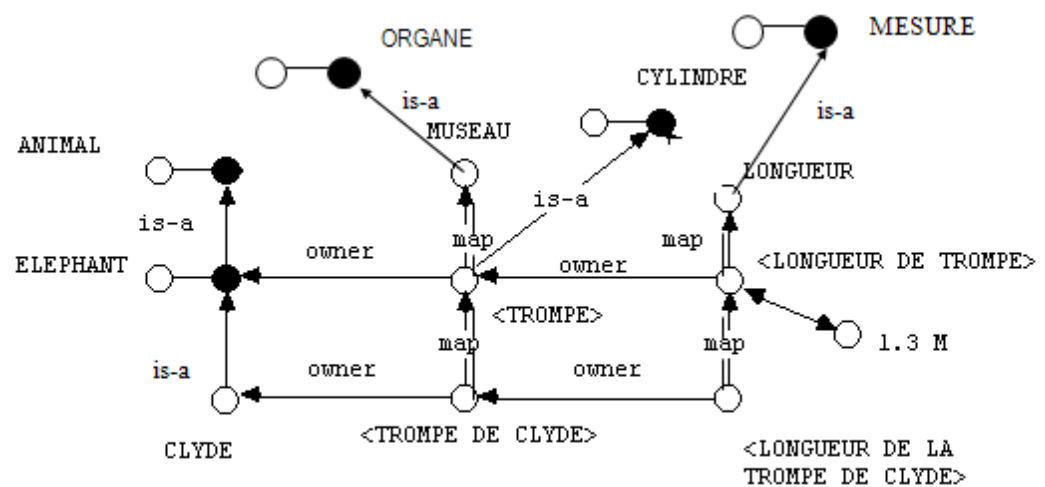 ORGANE
MESURE
CYLINDRE
is-a
is-a
MUSEAU
ANIMAL
LONGUEUR
is-a
is-a
map
map
ELEPHANT
owner
owner
<LONGUEUR DE TROMPE>
<TROMPE>
map
map
1.3 M
is-a
owner
owner
<TROMPE DE CLYDE>
CLYDE
<LONGUEUR DE LA
TROMPE DE CLYDE>